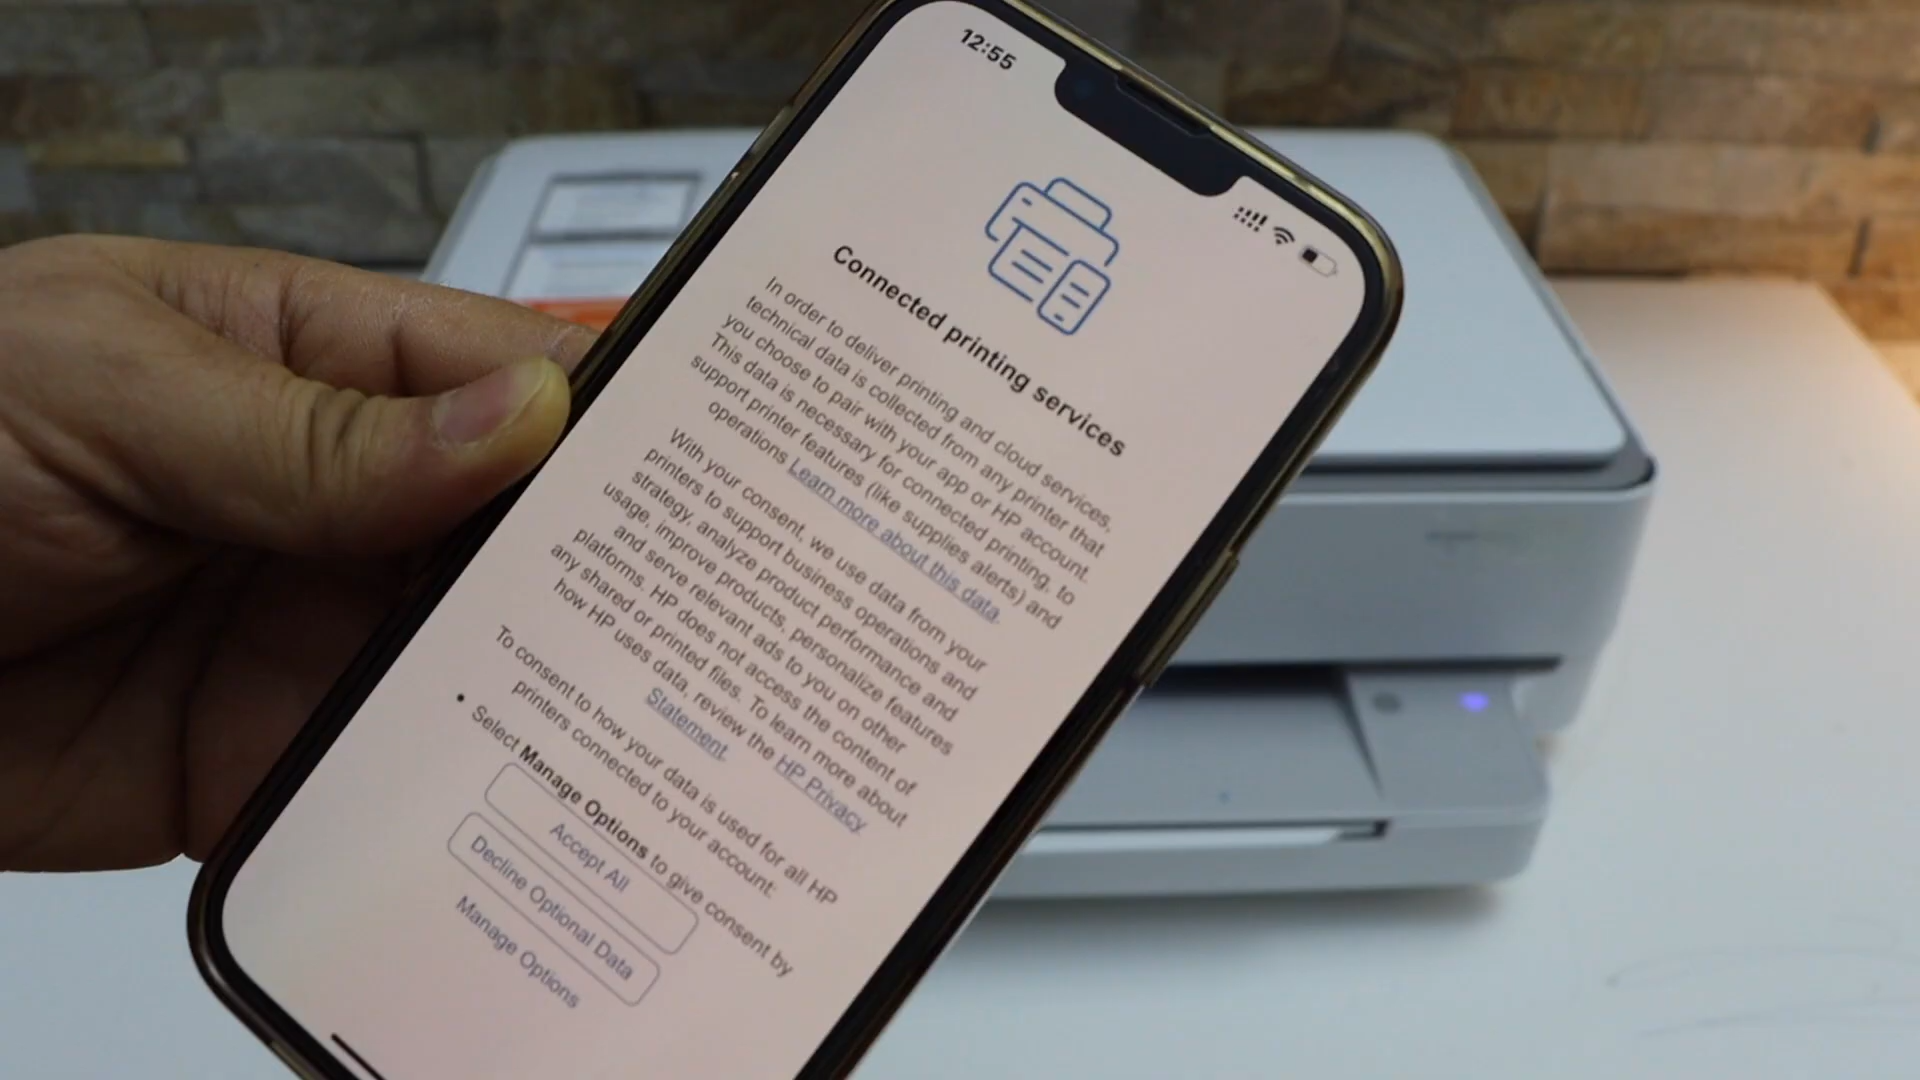 12:55
Connected printing services
In order to deliver printing and cloud services,
technical data is collected from any printer that
you choose to pair with your app or HP account.
This data is necessary for connected printing, to
support printer features (like supplies alerts) and
operations Learn more about this data.
With your consent, we use data from your
printers to support business operations and
strategy, analyze product performance and
usage, improve products, personalize features
and serve relevant ads to you on other
platforms. HP does not access the content of
any shared or printed files. To learn more about
how HP uses data, review the HP Privacy
Statement.
To consent to how your data is used for all HP
printers connected to your account:
• Select Manage Options to give consent by
Accept All
Decline Optional Data
Manage Options